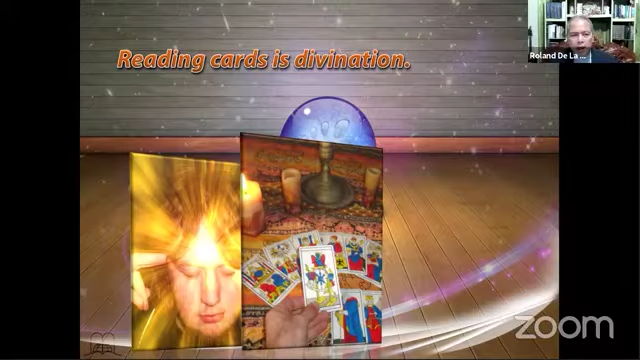 Reading cards is divination.
Roland De La ...
zoom